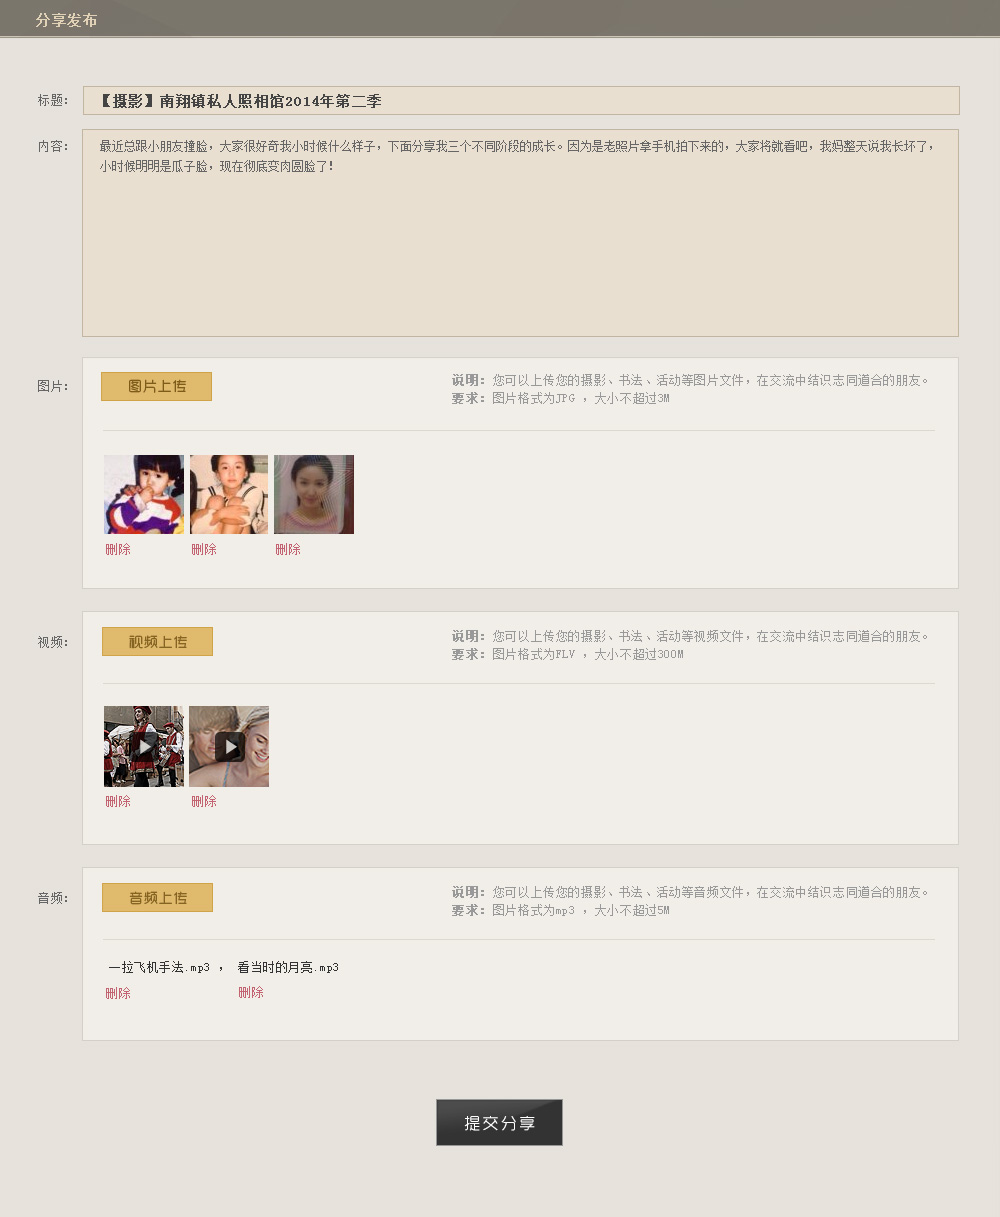 分享发布
标题:
【摄影】南翔镇私人照相馆2014年第二季
内容:
最近总跟小朋友撞脸，大家很好奇我小时候什么样子，下面分享我三个不同阶段的成长。因为是老照片拿手机拍下来的，大家将就看吧，我妈整天说我长坏了，
小时候明明是瓜子脸，现在彻底变肉圆脸了!
图片:
图片上传
说明: 您可以上传您的摄影、书法、活动等图片文件，在交流中结识志同道合的朋友。
要求: 图片格式为JPG ，大小不超过3M
删除 删除 删除
视频:
视频上传
说明: 您可以上传您的摄影、书法、活动等视频文件，在交流中结识志同道合的朋友。
要求: 图片格式为FLV ，大小不超过300M
删除 删除
音频:
音频上传
说明: 您可以上传您的摄影、书法、活动等音频文件，在交流中结识志同道合的朋友。
要求: 图片格式为mp3 ，大小不超过5M
一拉飞机手法.mp3 ， 看当时的月亮.mp3
删除 删除
提交分享